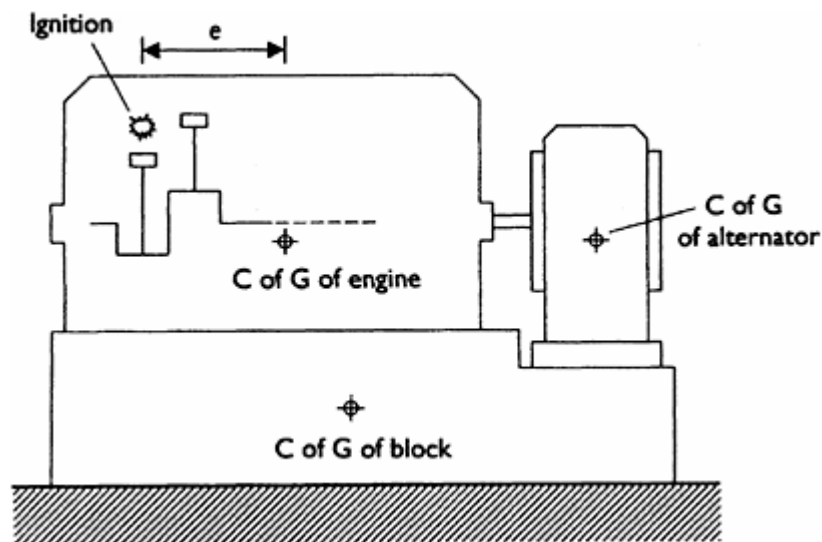 Ignition
e
C of G
of alternator
C of G of engine
C of G of block